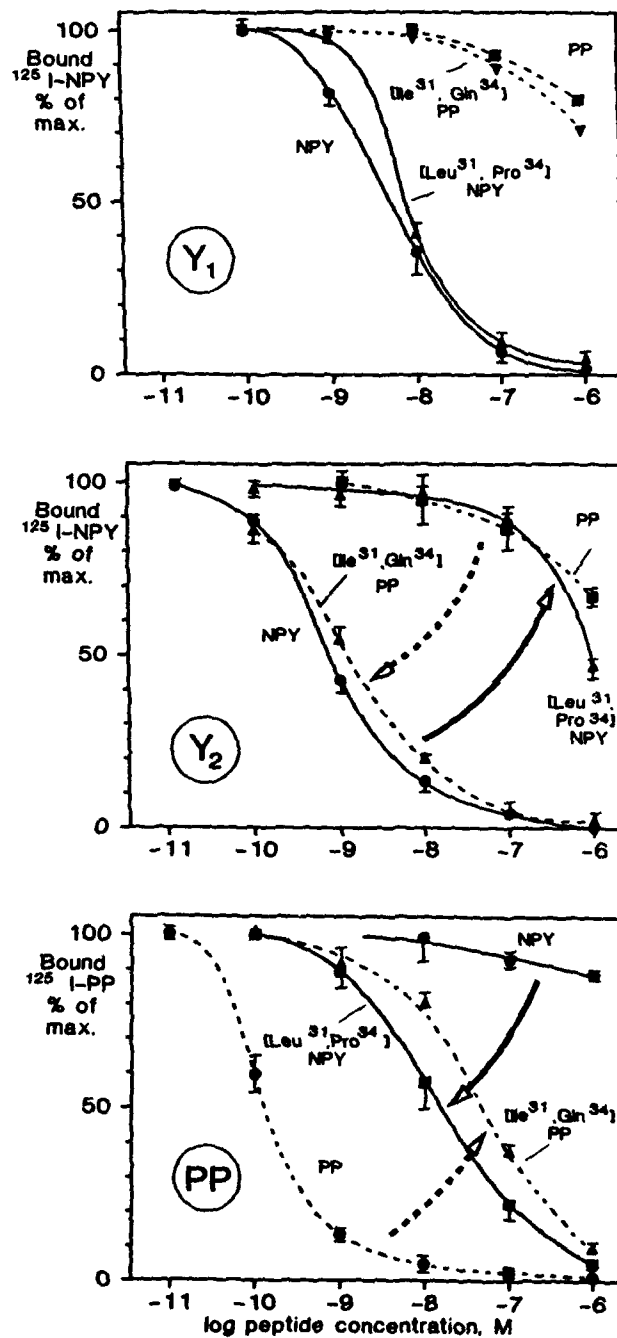 100
Bound
¹²⁵I-NPY
% of
max.
50
0
PP
[Ile³¹, Gln³⁴]
PP
NPY
[Leu³¹, Pro³⁴]
NPY
Y₁
-11 -10 -9 -8 -7 -6
100
Bound
¹²⁵I-NPY
% of
max.
50
0
PP
[Ile³¹, Gln³⁴]
PP
NPY
[Leu³¹,
Pro³⁴]
NPY
Y₂
-11 -10 -9 -8 -7 -6
100
Bound
¹²⁵I-PP
% of
max.
50
0
NPY
[Leu³¹, Pro³⁴]
NPY
[Ile³¹, Gln³⁴]
PP
PP
PP
-11 -10 -9 -8 -7 -6
log peptide concentration, M